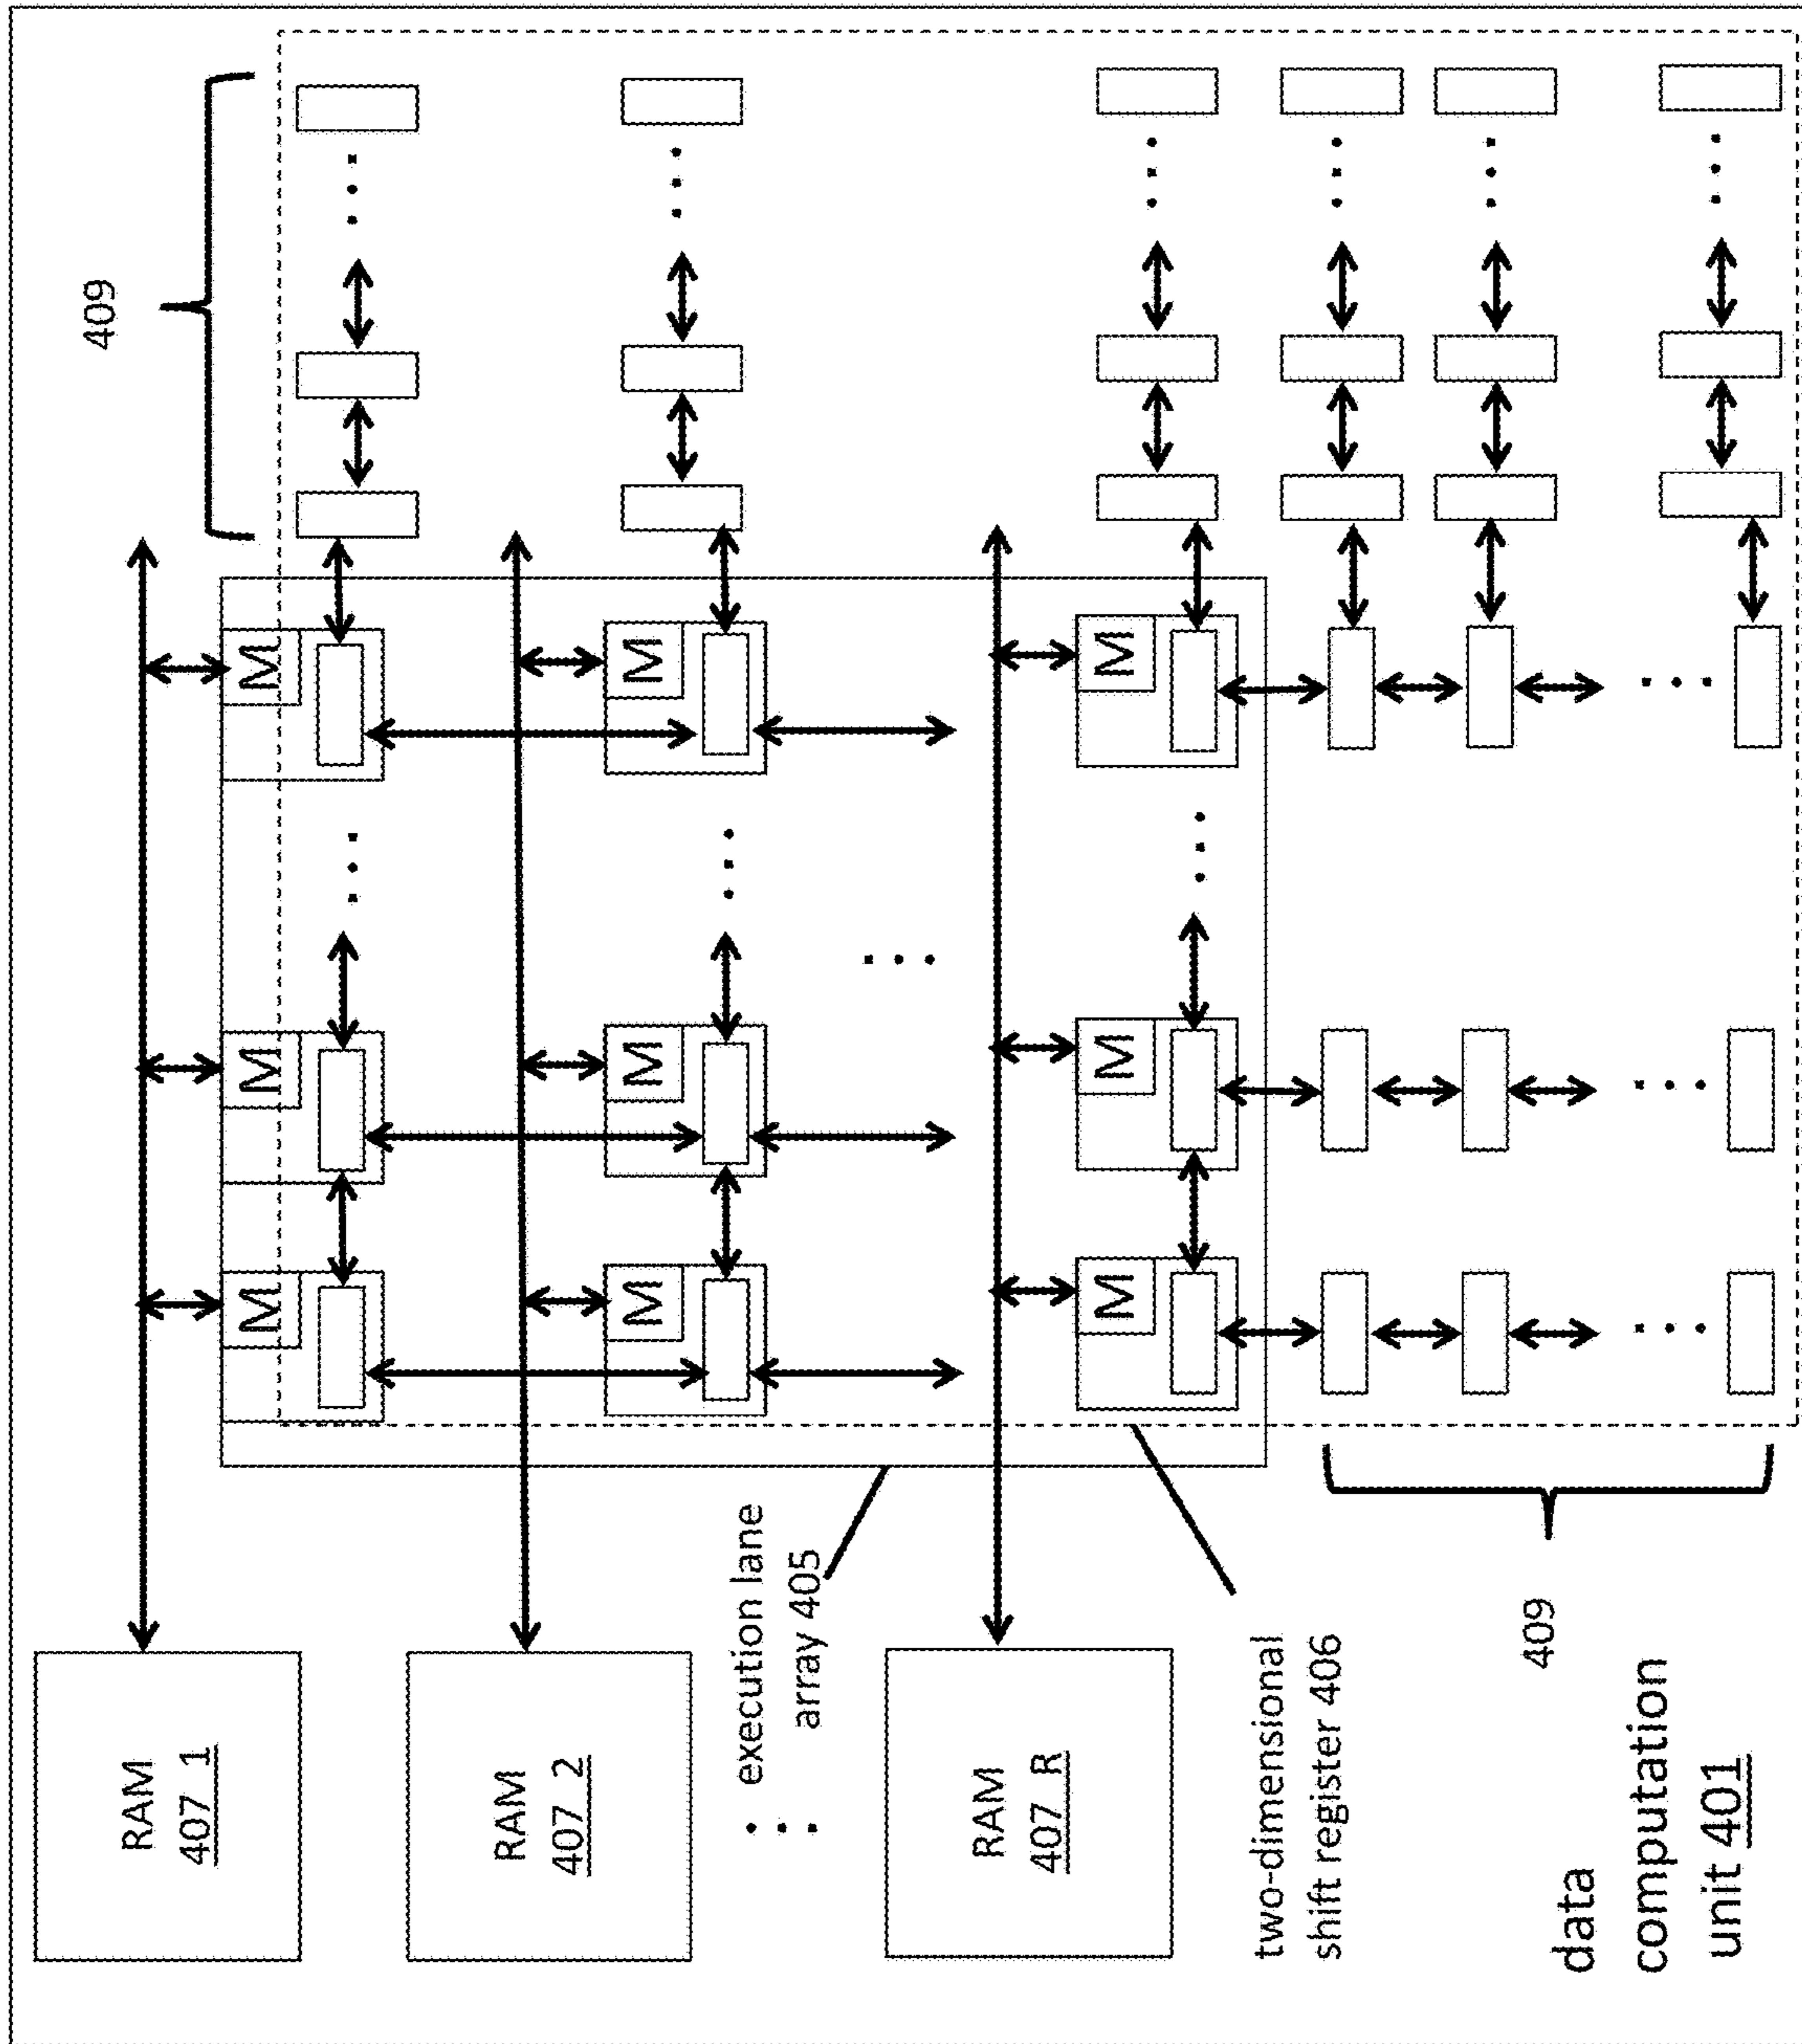 409
RAM
407_1
M M M
RAM
407_2
M M M
execution lane
array 405
RAM
407_R
M M M
two-dimensional
shift register 406
409
data
computation
unit 401